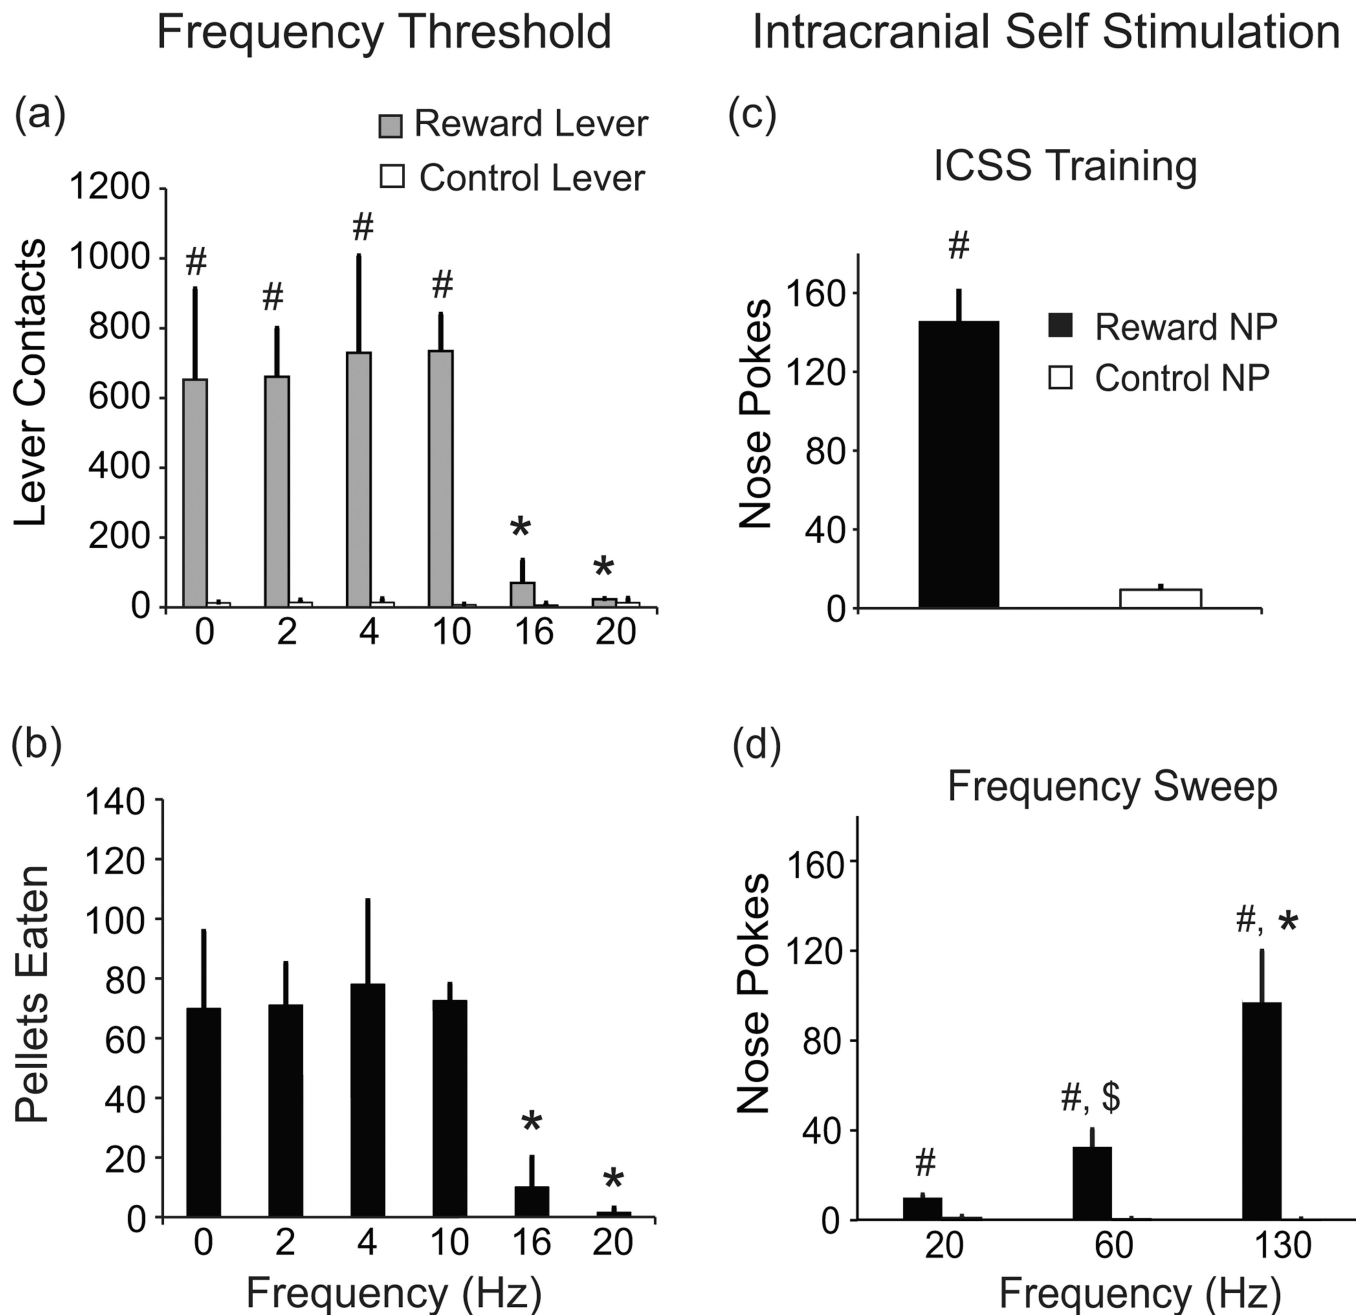 Frequency Threshold
Intracranial Self Stimulation
(a)
Reward Lever
Control Lever
Lever Contacts
1200
1000
800
600
400
200
0
#
#
#
#
*
*
0 2 4 10 16 20
(c)
ICSS Training
Nose Pokes
160
120
80
40
0
#
Reward NP
Control NP
(b)
Pellets Eaten
140
120
100
80
60
40
20
0
*
*
0 2 4 10 16 20
Frequency (Hz)
(d)
Frequency Sweep
Nose Pokes
160
120
80
40
0
#
#, $
#, *
20 60 130
Frequency (Hz)